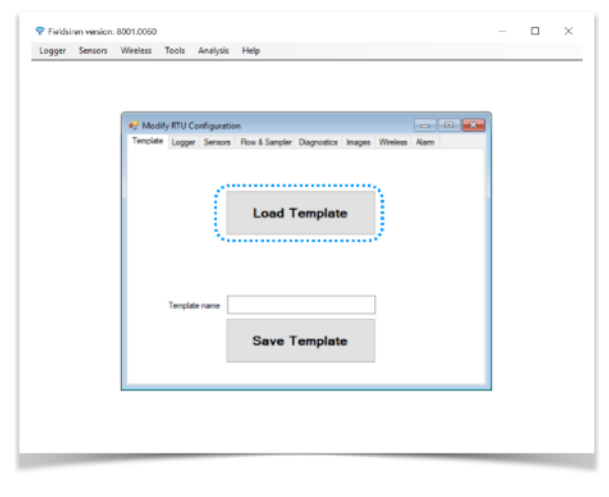 Fieldsiren version: 8001.0060
Logger Sensors Wireless Tools Analysis Help
Modify RTU Configuration
Template Logger Sensors Flow & Sampler Diagnostics Images Wireless Alarm
Load Template
Template name
Save Template